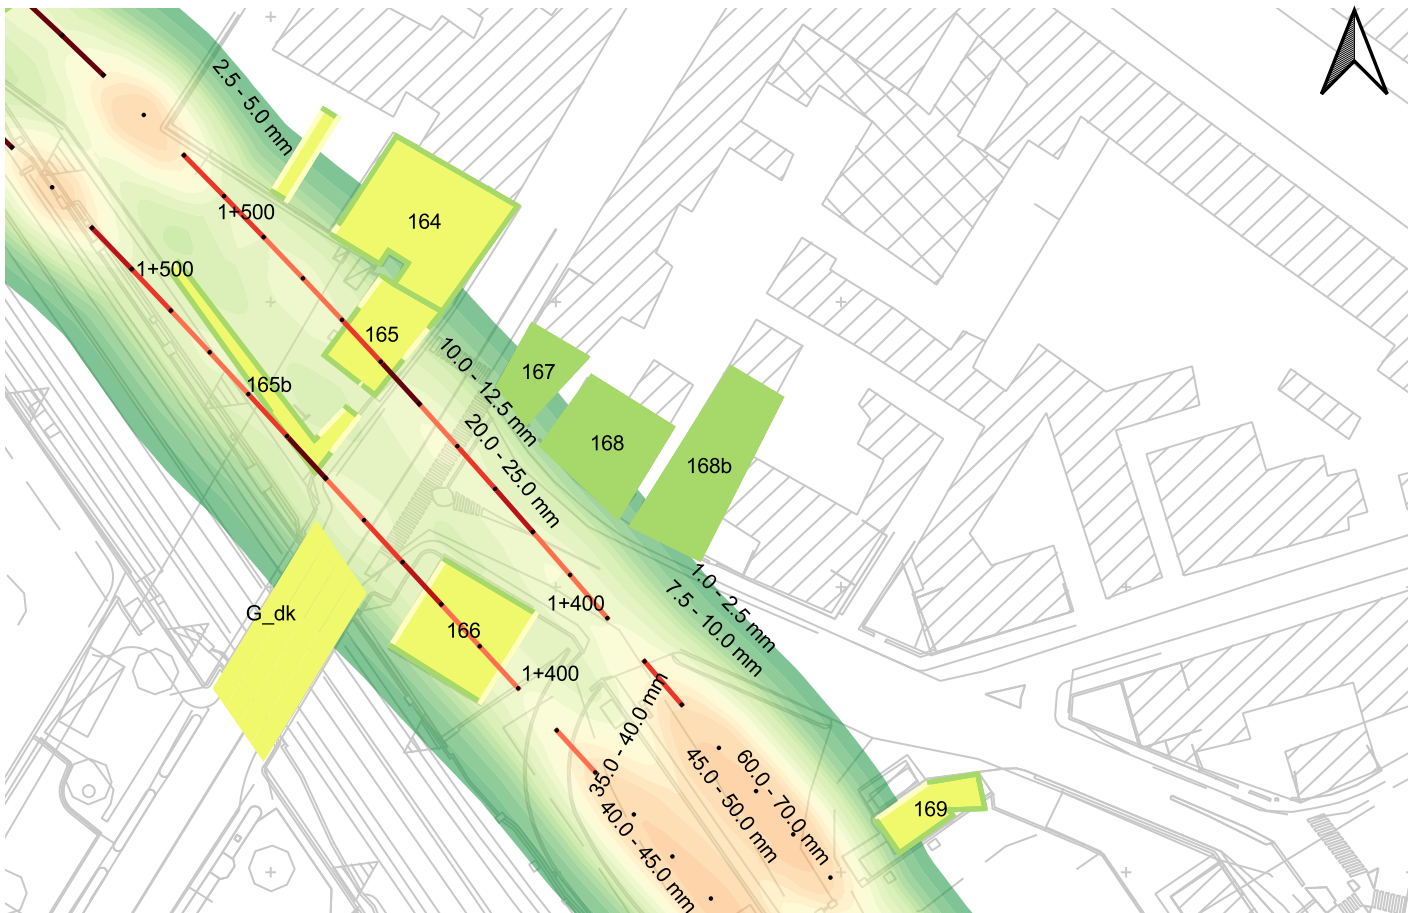 2.5 - 5.0 mm
1+500
164
1+500
165
10.0 - 12.5 mm
167
165b
20.0 - 25.0 mm
168
168b
1.0 - 2.5 mm
7.5 - 10.0 mm
1+400
G_dk
166
1+400
35.0 - 40.0 mm
60.0 - 70.0 mm
45.0 - 50.0 mm
40.0 - 45.0 mm
169